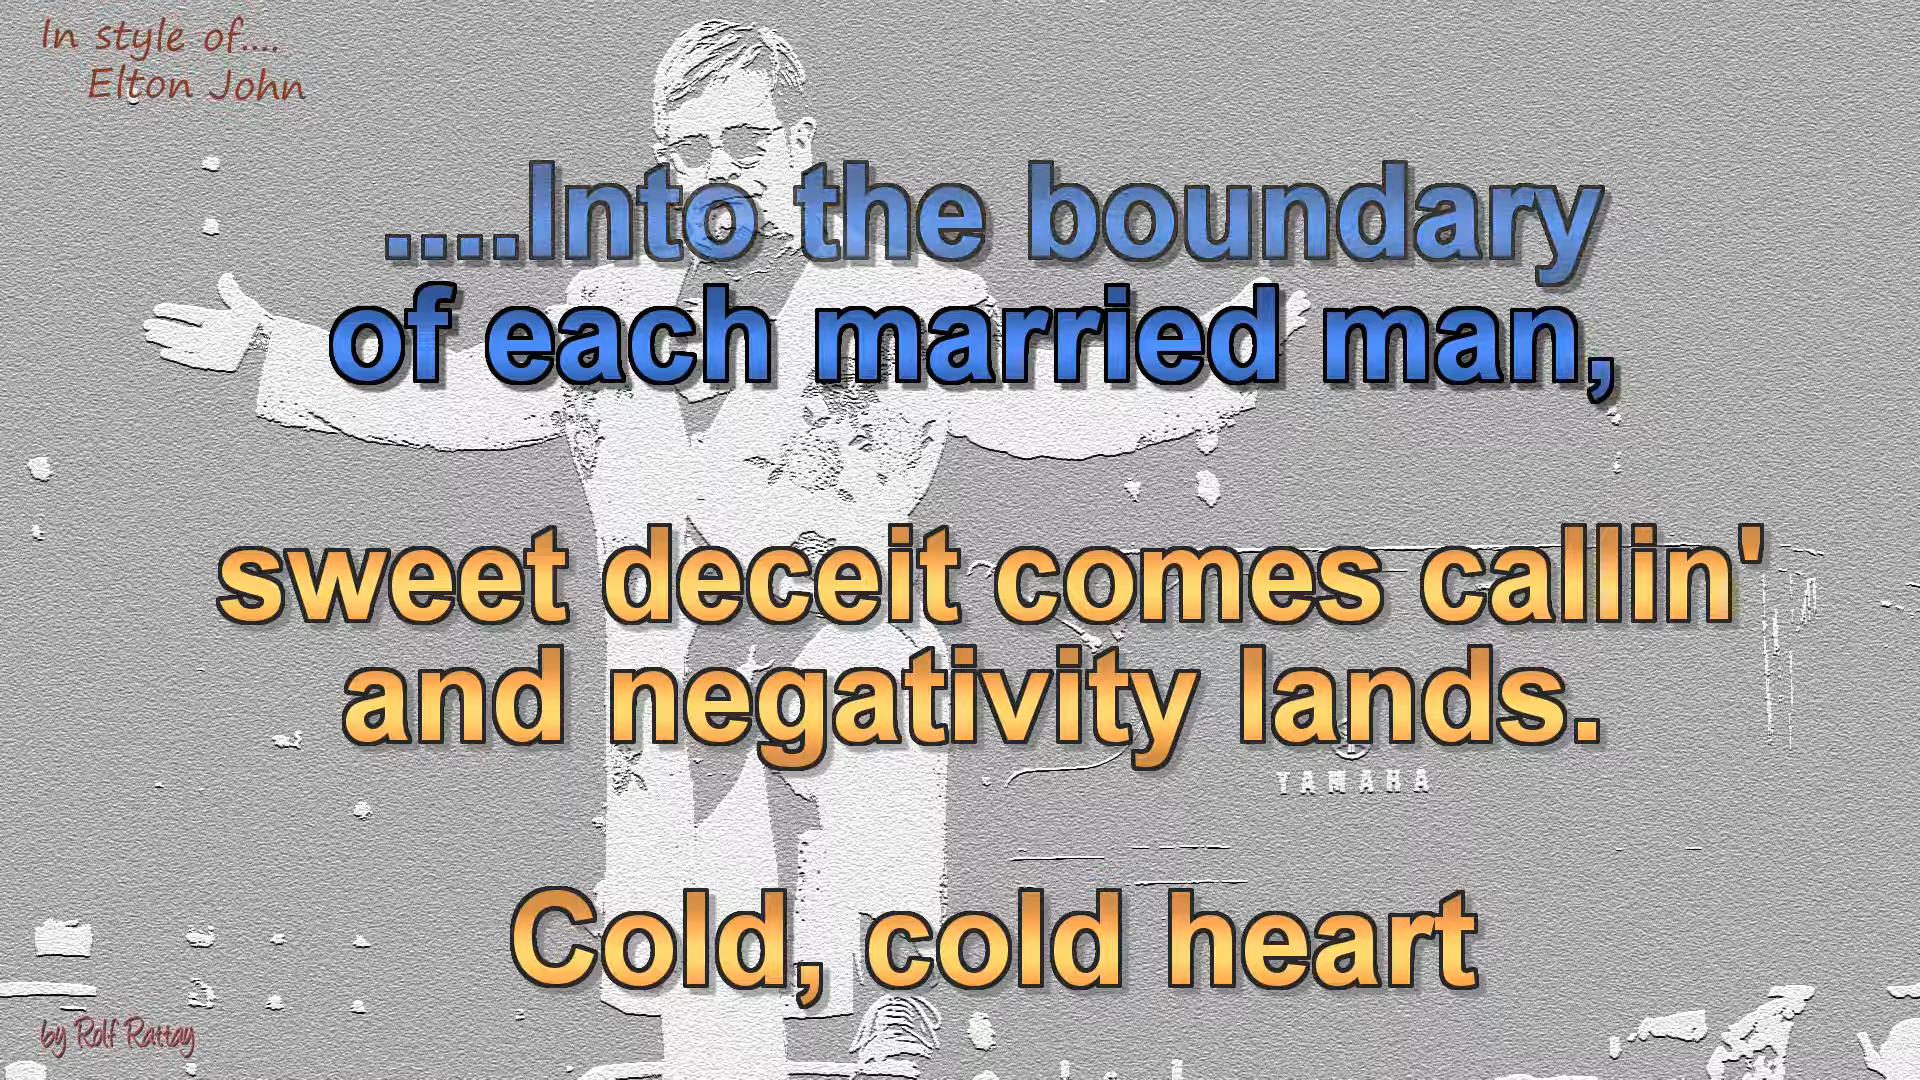 In style of....
Elton John
....Into the boundary
of each married man,
sweet deceit comes callin'
and negativity lands.
YAMAHA
Cold, cold heart
by Rolf Rattay